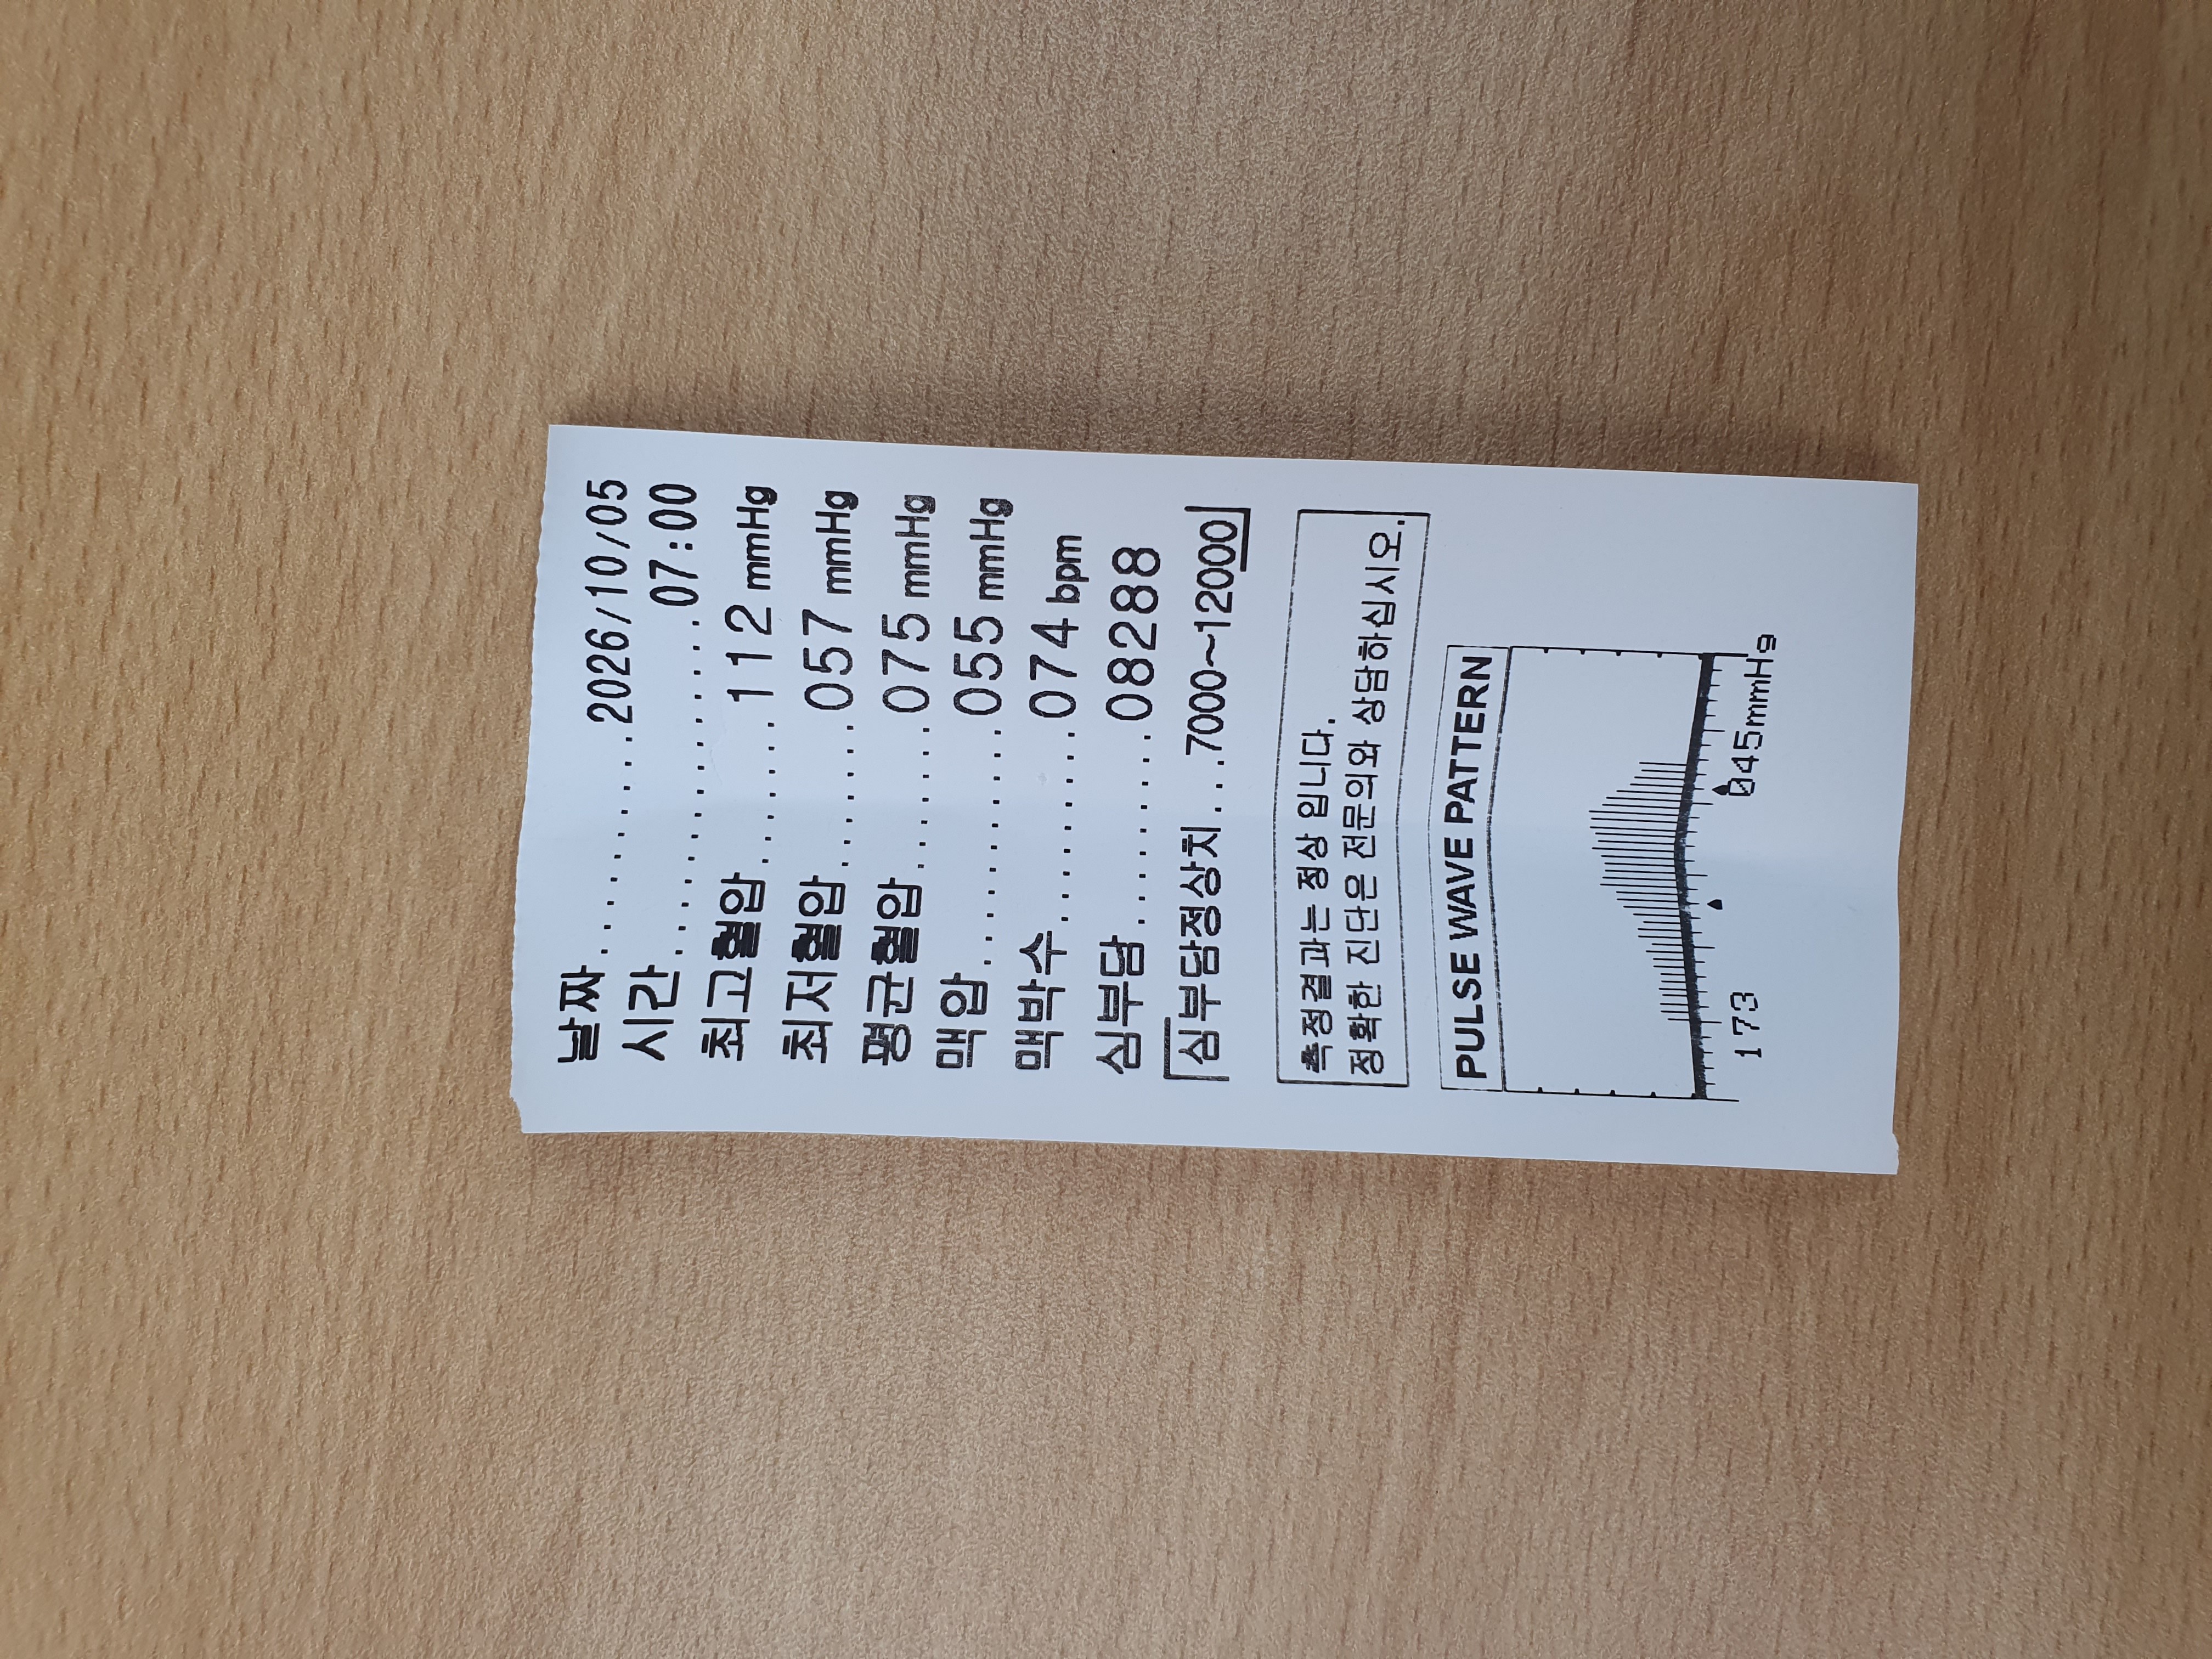 날짜............2026/10/05
시간....................07:00
최고혈압........112 mmHg
최저혈압........057 mmHg
평균혈압........075 mmHg
맥압............055 mmHg
맥박수..........074 bpm
심부담..........08288
심부담정상치...7000~12000
측정결과는 정상 입니다.
정확한 진단은 전문의와 상담하십시오.
PULSE WAVE PATTERN
173 045mmHg